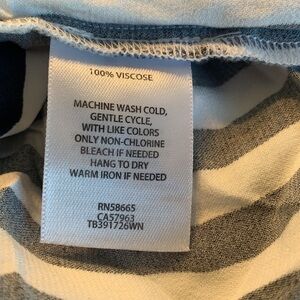 100% VISCOSE
MACHINE WASH COLD,
GENTLE CYCLE,
WITH LIKE COLORS
ONLY NON-CHLORINE
BLEACH IF NEEDED
HANG TO DRY
WARM IRON IF NEEDED
RN58665
CA57963
TB391726WN